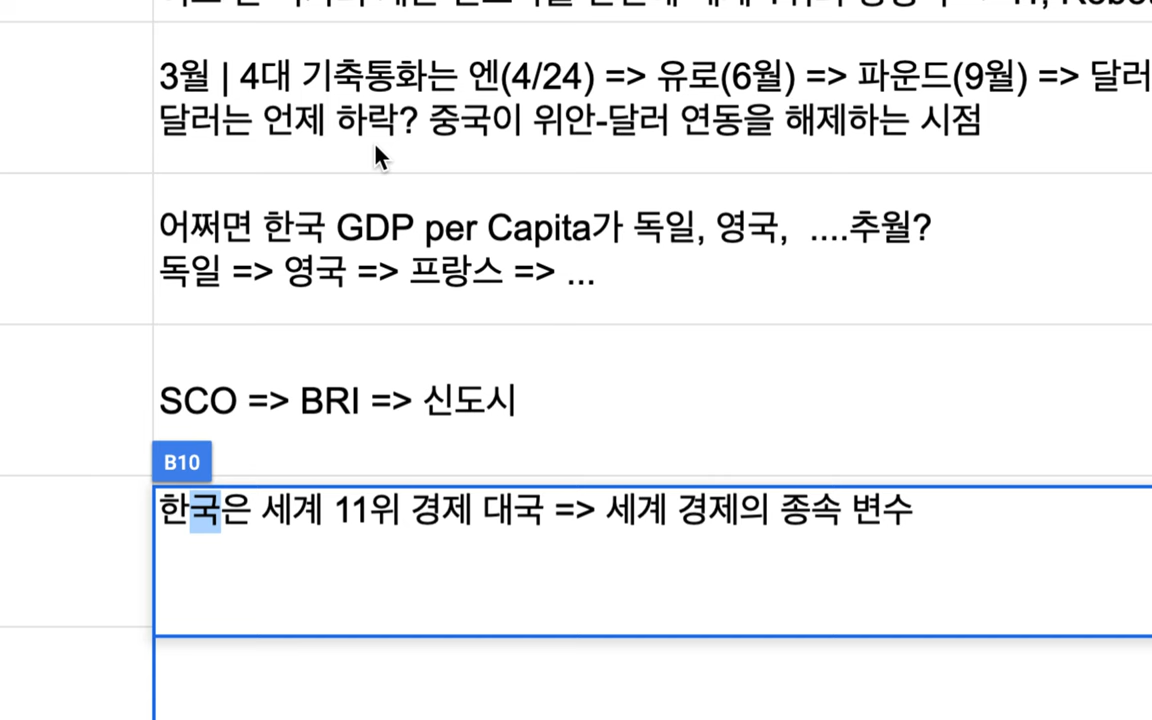 3월 | 4대 기축통화는 엔(4/24) => 유로(6월) => 파운드(9월) => 달러
달러는 언제 하락? 중국이 위안-달러 연동을 해제하는 시점
어쩌면 한국 GDP per Capita가 독일, 영국,  ....추월?
독일 => 영국 => 프랑스 => ...
SCO => BRI => 신도시
B10
한국은 세계 11위 경제 대국 => 세계 경제의 종속 변수